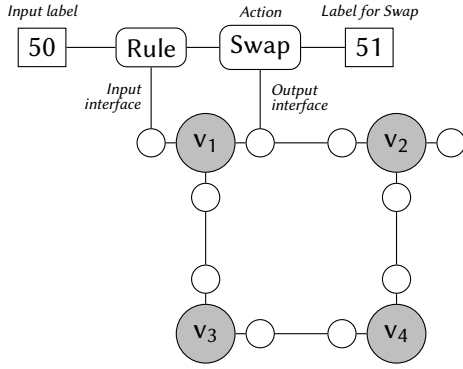 Input label
Action
Label for Swap
50
Rule
Swap
51
Input
interface
Output
interface
v1
v2
v3
v4